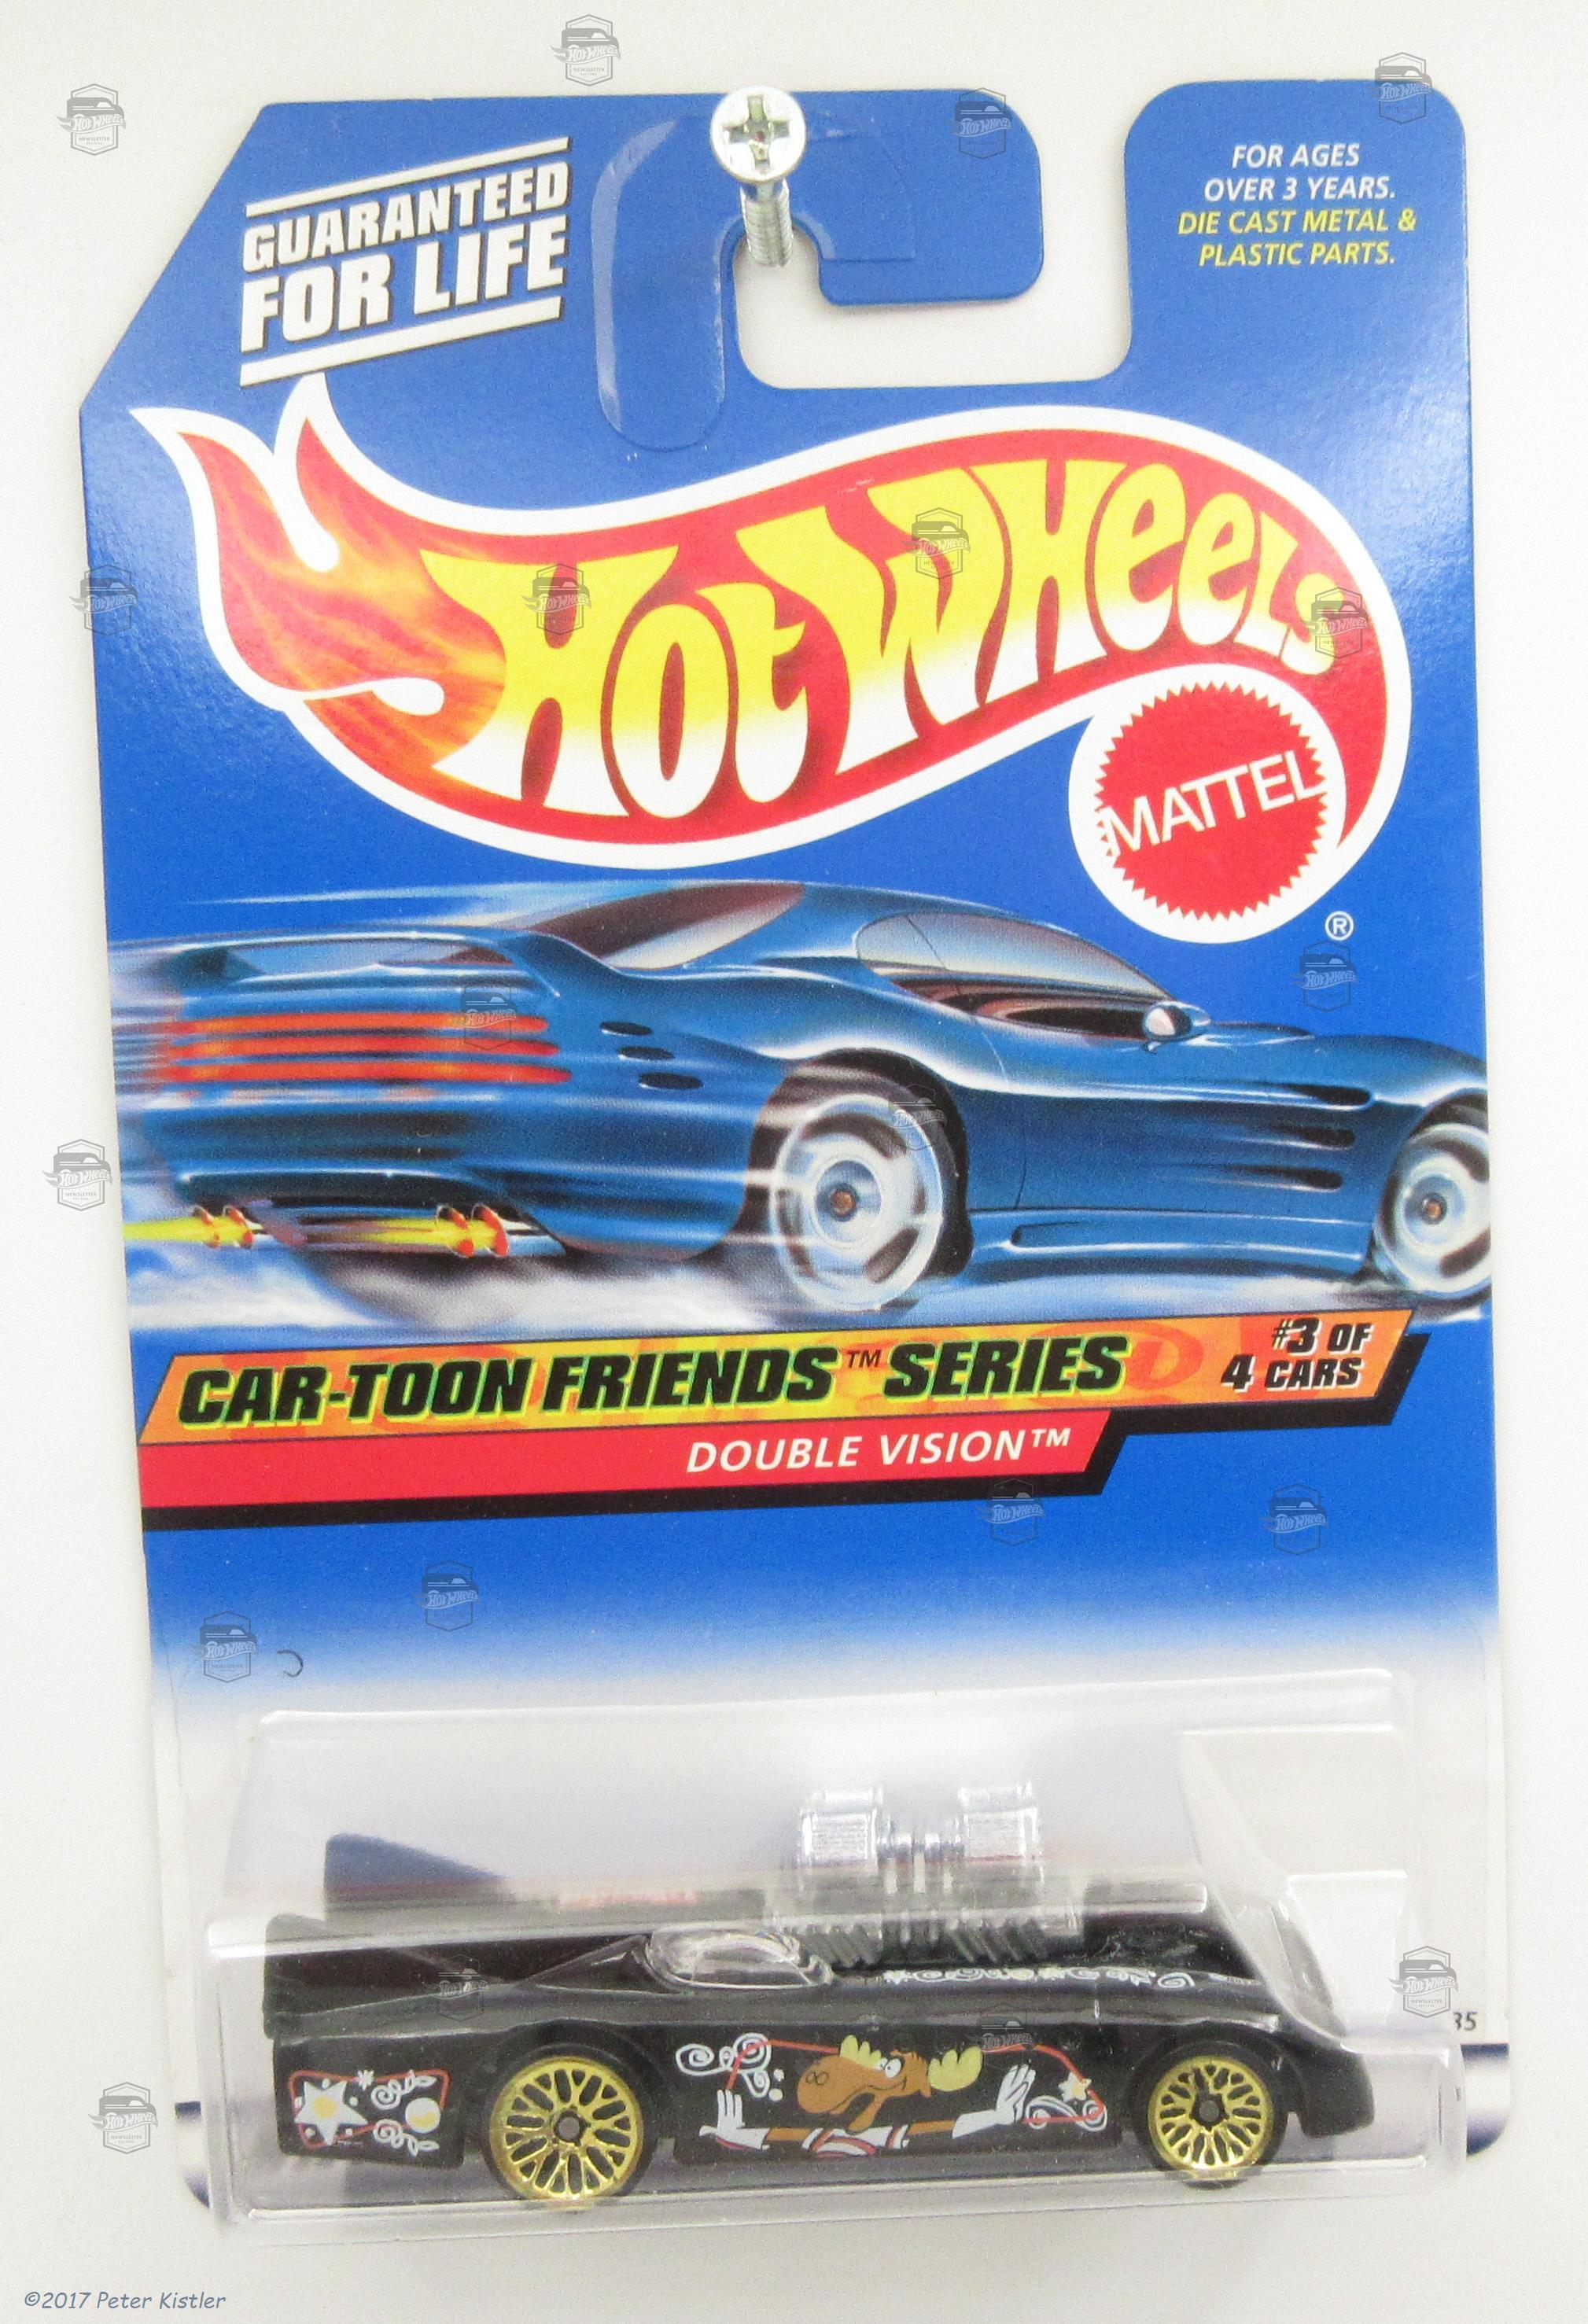 GUARANTEED
FOR LIFE
FOR AGES
OVER 3 YEARS.
DIE CAST METAL &
PLASTIC PARTS.
HOT WHEELS
MATTEL
®
CAR-TOON FRIENDS™ SERIES
#3 OF
4 CARS
DOUBLE VISION™
35
©2017 Peter Kistler